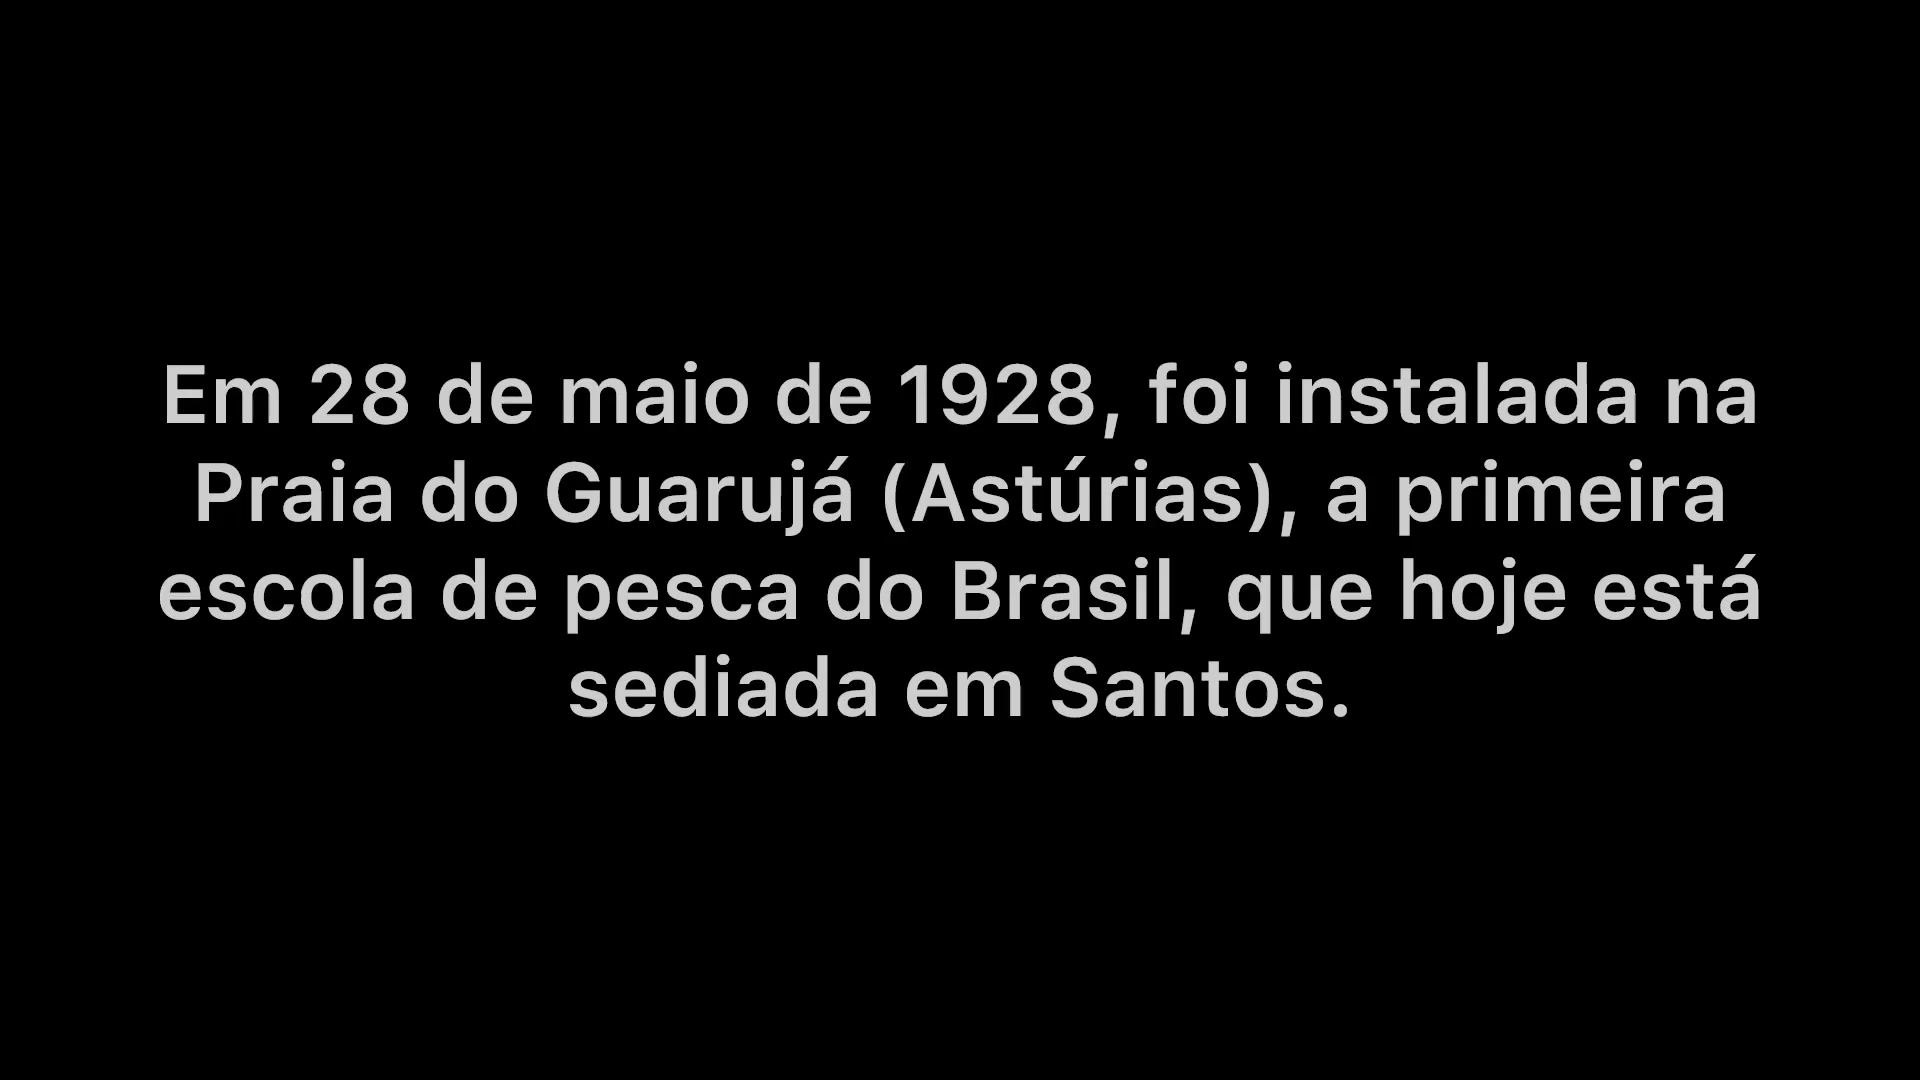 Em 28 de maio de 1928, foi instalada na
Praia do Guarujá (Astúrias), a primeira
escola de pesca do Brasil, que hoje está
sediada em Santos.